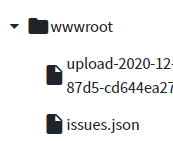 wwwroot
upload-2020-12-
87d5-cd644ea27
issues.json